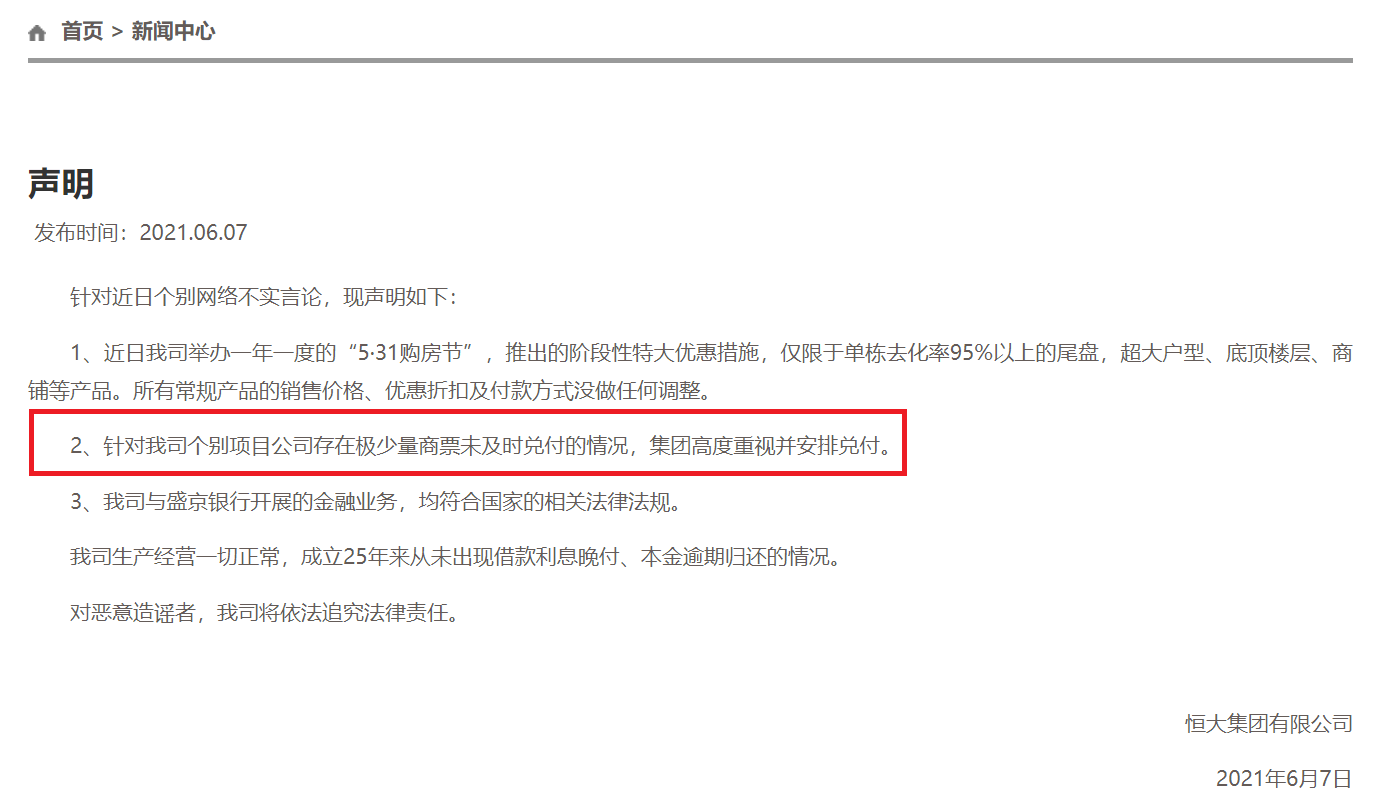 首页 > 新闻中心
声明
发布时间：2021.06.07
针对近日个别网络不实言论，现声明如下：
1、近日我司举办一年一度的“5·31购房节”，推出的阶段性特大优惠措施，仅限于单栋去化率95%以上的尾盘，超大户型、底顶楼层、商
铺等产品。所有常规产品的销售价格、优惠折扣及付款方式没做任何调整。
2、针对我司个别项目公司存在极少量商票未及时兑付的情况，集团高度重视并安排兑付。
3、我司与盛京银行开展的金融业务，均符合国家的相关法律法规。
我司生产经营一切正常，成立25年来从未出现借款利息晚付、本金逾期归还的情况。
对恶意造谣者，我司将依法追究法律责任。
恒大集团有限公司
2021年6月7日